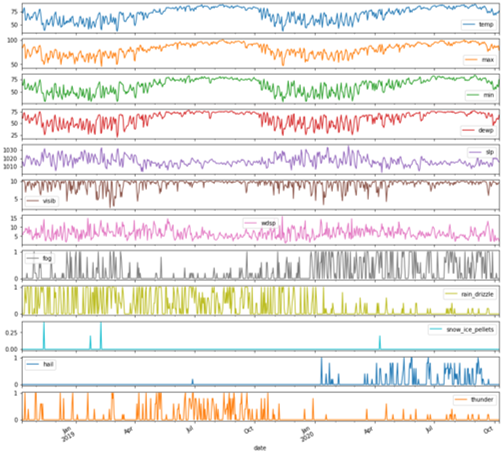 75
50
temp
100
50
max
75
50
min
75
50
25
dewp
1030
1020
1010
slp
10
5
visib
15
10
5
wdsp
1
0
fog
1
0
rain_drizzle
0.25
0.00
snow_ice_pellets
1
0
hail
1
0
thunder
Jan
2019
Apr
Jul
Oct
Jan
2020
Apr
Jul
Oct
date